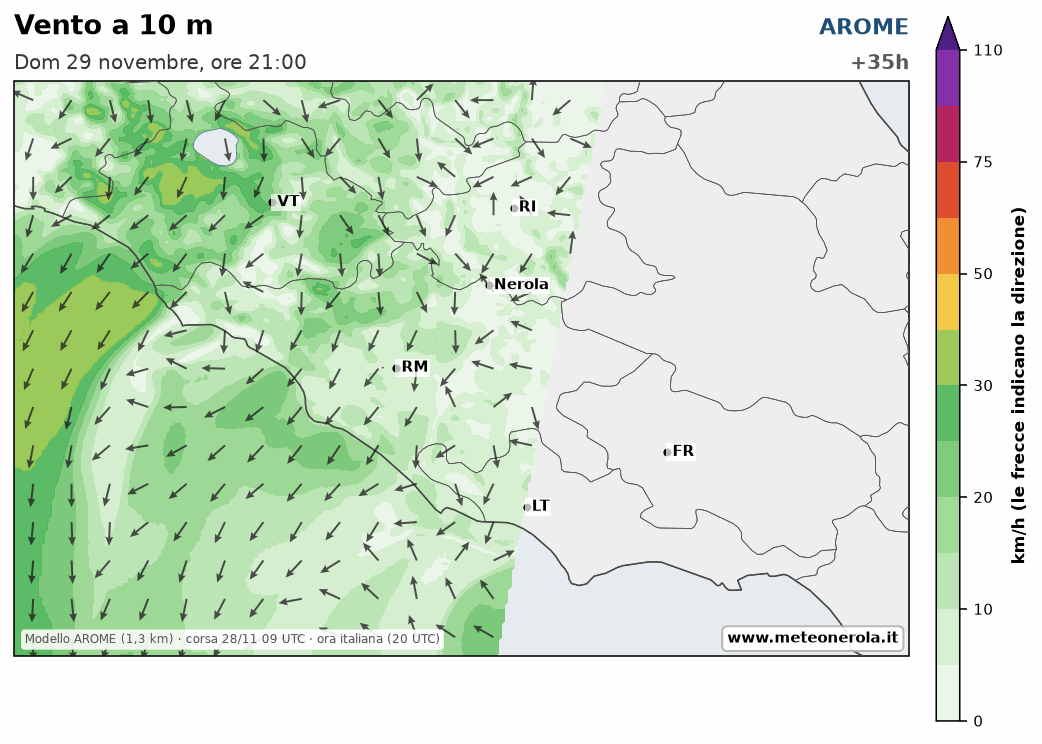 Vento a 10 m
AROME
Dom 29 novembre, ore 21:00
+35h
VT
RI
Nerola
RM
FR
LT
Modello AROME (1,3 km) · corsa 28/11 09 UTC · ora italiana (20 UTC)
www.meteonerola.it
110
75
50
30
20
10
0
km/h (le frecce indicano la direzione)